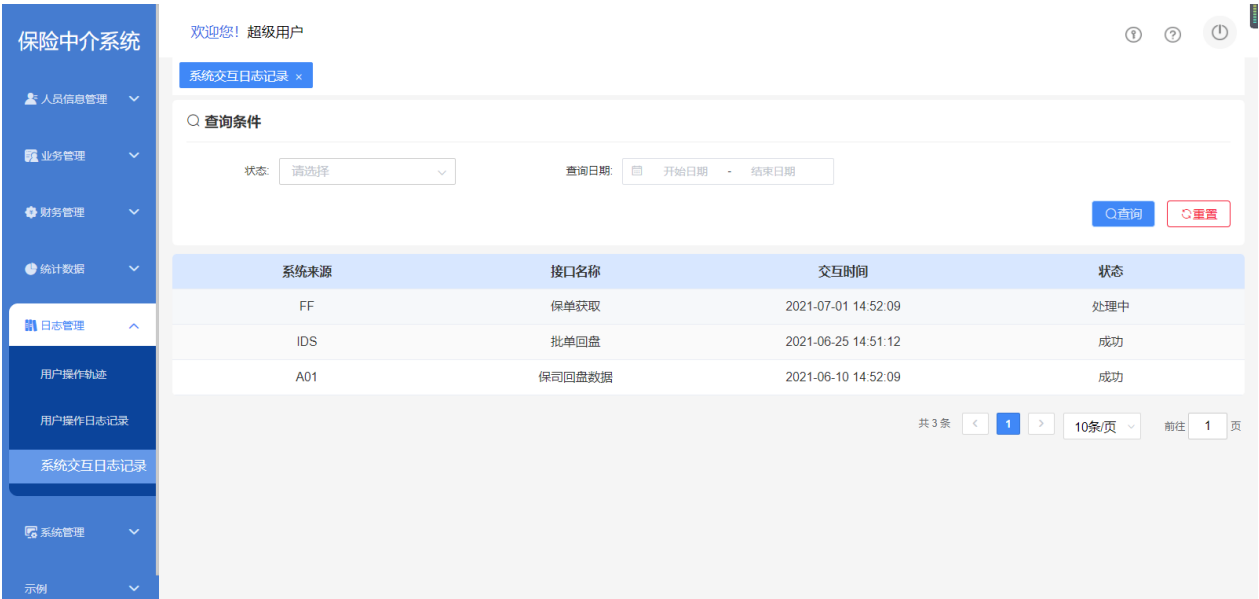 保险中介系统
欢迎您！超级用户
人员信息管理
业务管理
财务管理
统计数据
日志管理
用户操作轨迹
用户操作日志记录
系统交互日志记录
系统管理
示例
系统交互日志记录 ×
查询条件
状态: 请选择 查询日期: 开始日期 - 结束日期
查询 重置
系统来源 接口名称 交互时间 状态
FF 保单获取 2021-07-01 14:52:09 处理中
IDS 批单回盘 2021-06-25 14:51:12 成功
A01 保司回盘数据 2021-06-10 14:52:09 成功
共 3 条 < 1 > 10条/页 前往 1 页